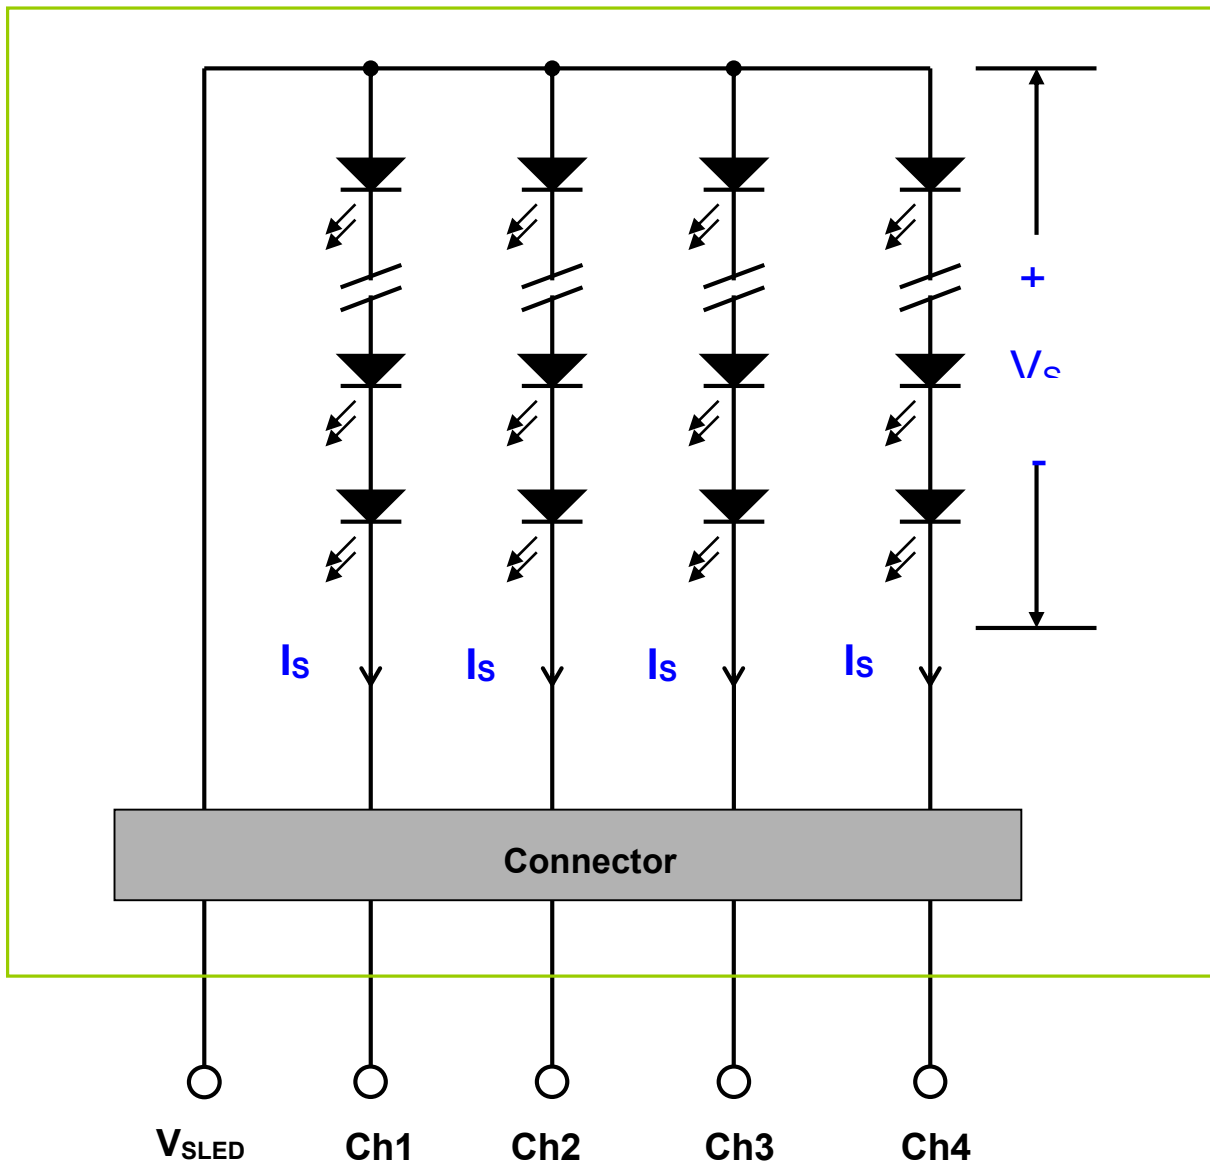 +
VS
-
IS IS IS IS
Connector
VSLED Ch1 Ch2 Ch3 Ch4